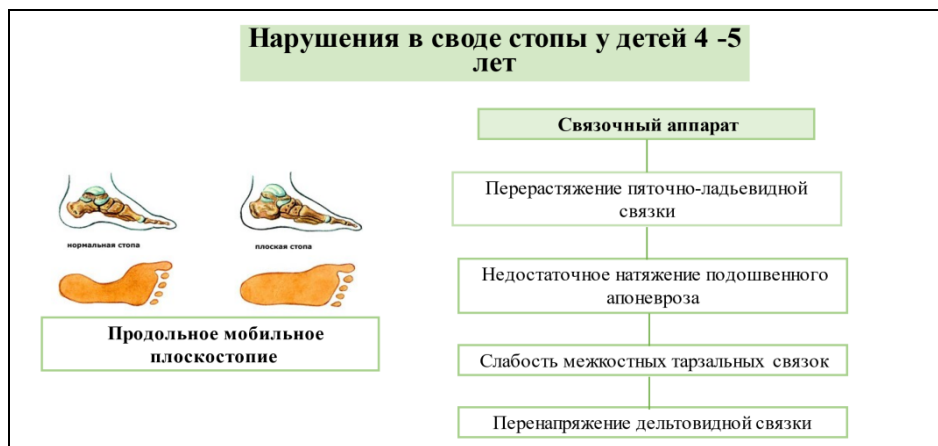 Нарушения в своде стопы у детей 4 -5
лет
нормальная стопа
плоская стопа
Продольное мобильное
плоскостопие
Связочный аппарат
Перерастяжение пяточно-ладьевидной
связки
Недостаточное натяжение подошвенного
апоневроза
Слабость межкостных тарзальных связок
Перенапряжение дельтовидной связки